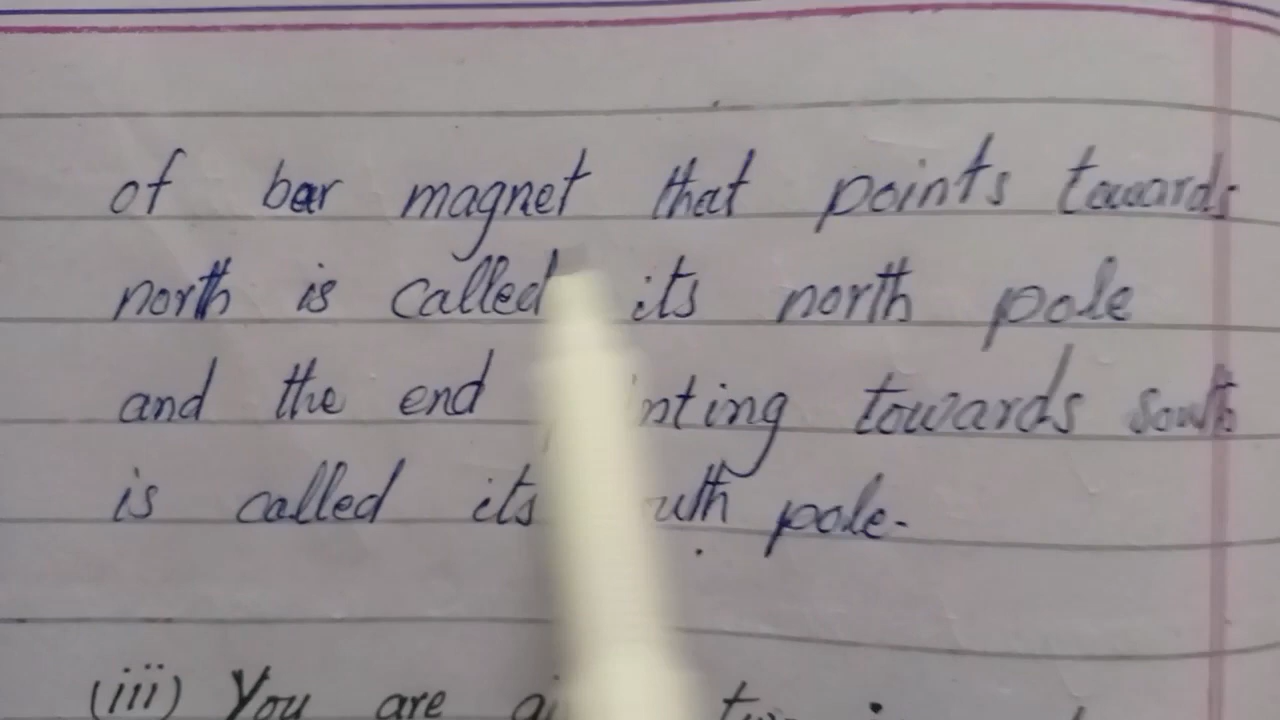 of bar magnet that points towards
north is called its north pole
and the end nting towards south
is called its uth pole.
(iii) You are gi